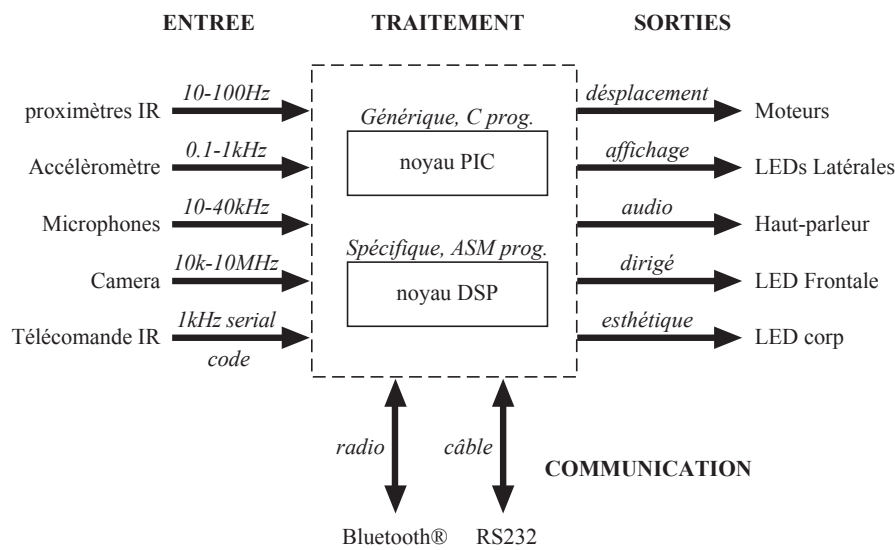 ENTREE TRAITEMENT SORTIES
proximètres IR
10-100Hz
Accélèromètre
0.1-1kHz
Microphones
10-40kHz
Camera
10k-10MHz
Télécomande IR
1kHz serial
code
Générique, C prog.
noyau PIC
Spécifique, ASM prog.
noyau DSP
désplacement
Moteurs
affichage
LEDs Latérales
audio
Haut-parleur
dirigé
LED Frontale
esthétique
LED corp
radio
câble
COMMUNICATION
Bluetooth®
RS232